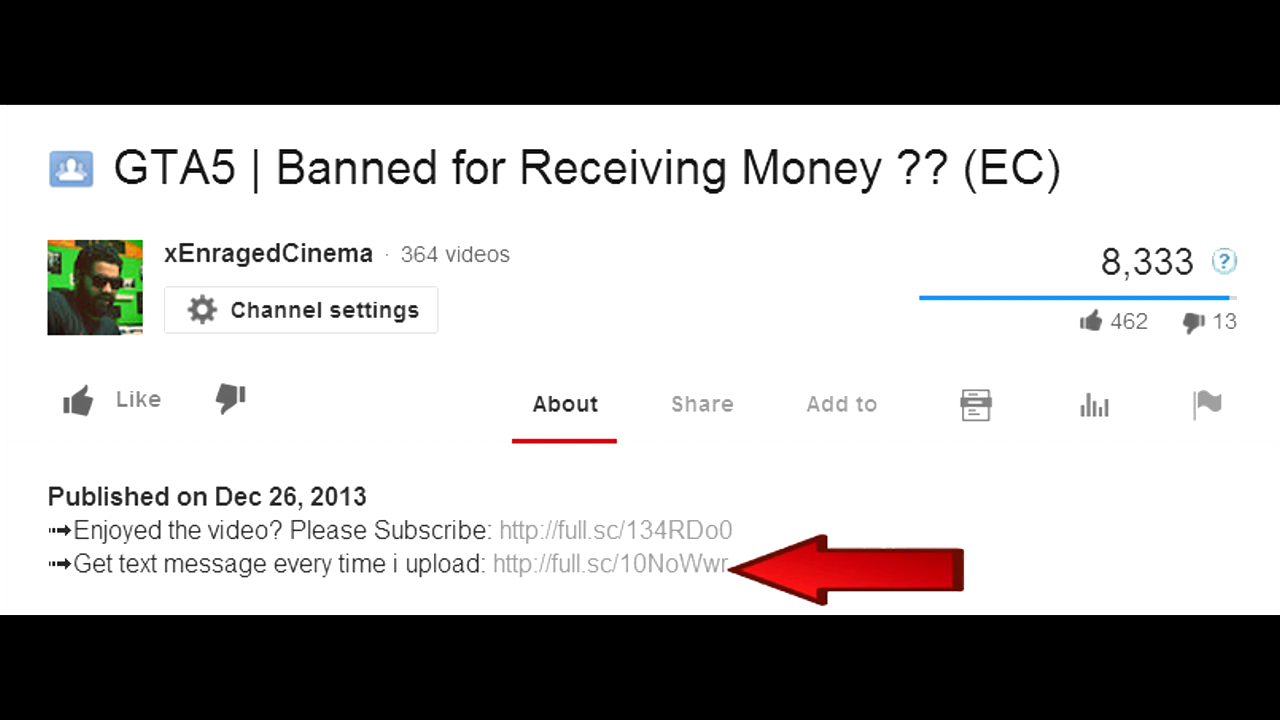 GTA5 | Banned for Receiving Money ?? (EC)
xEnragedCinema · 364 videos
Channel settings
8,333 ?
462 13
Like
About Share Add to
Published on Dec 26, 2013
⇢Enjoyed the video? Please Subscribe: http://full.sc/134RDo0
⇢Get text message every time i upload: http://full.sc/10NoWwr